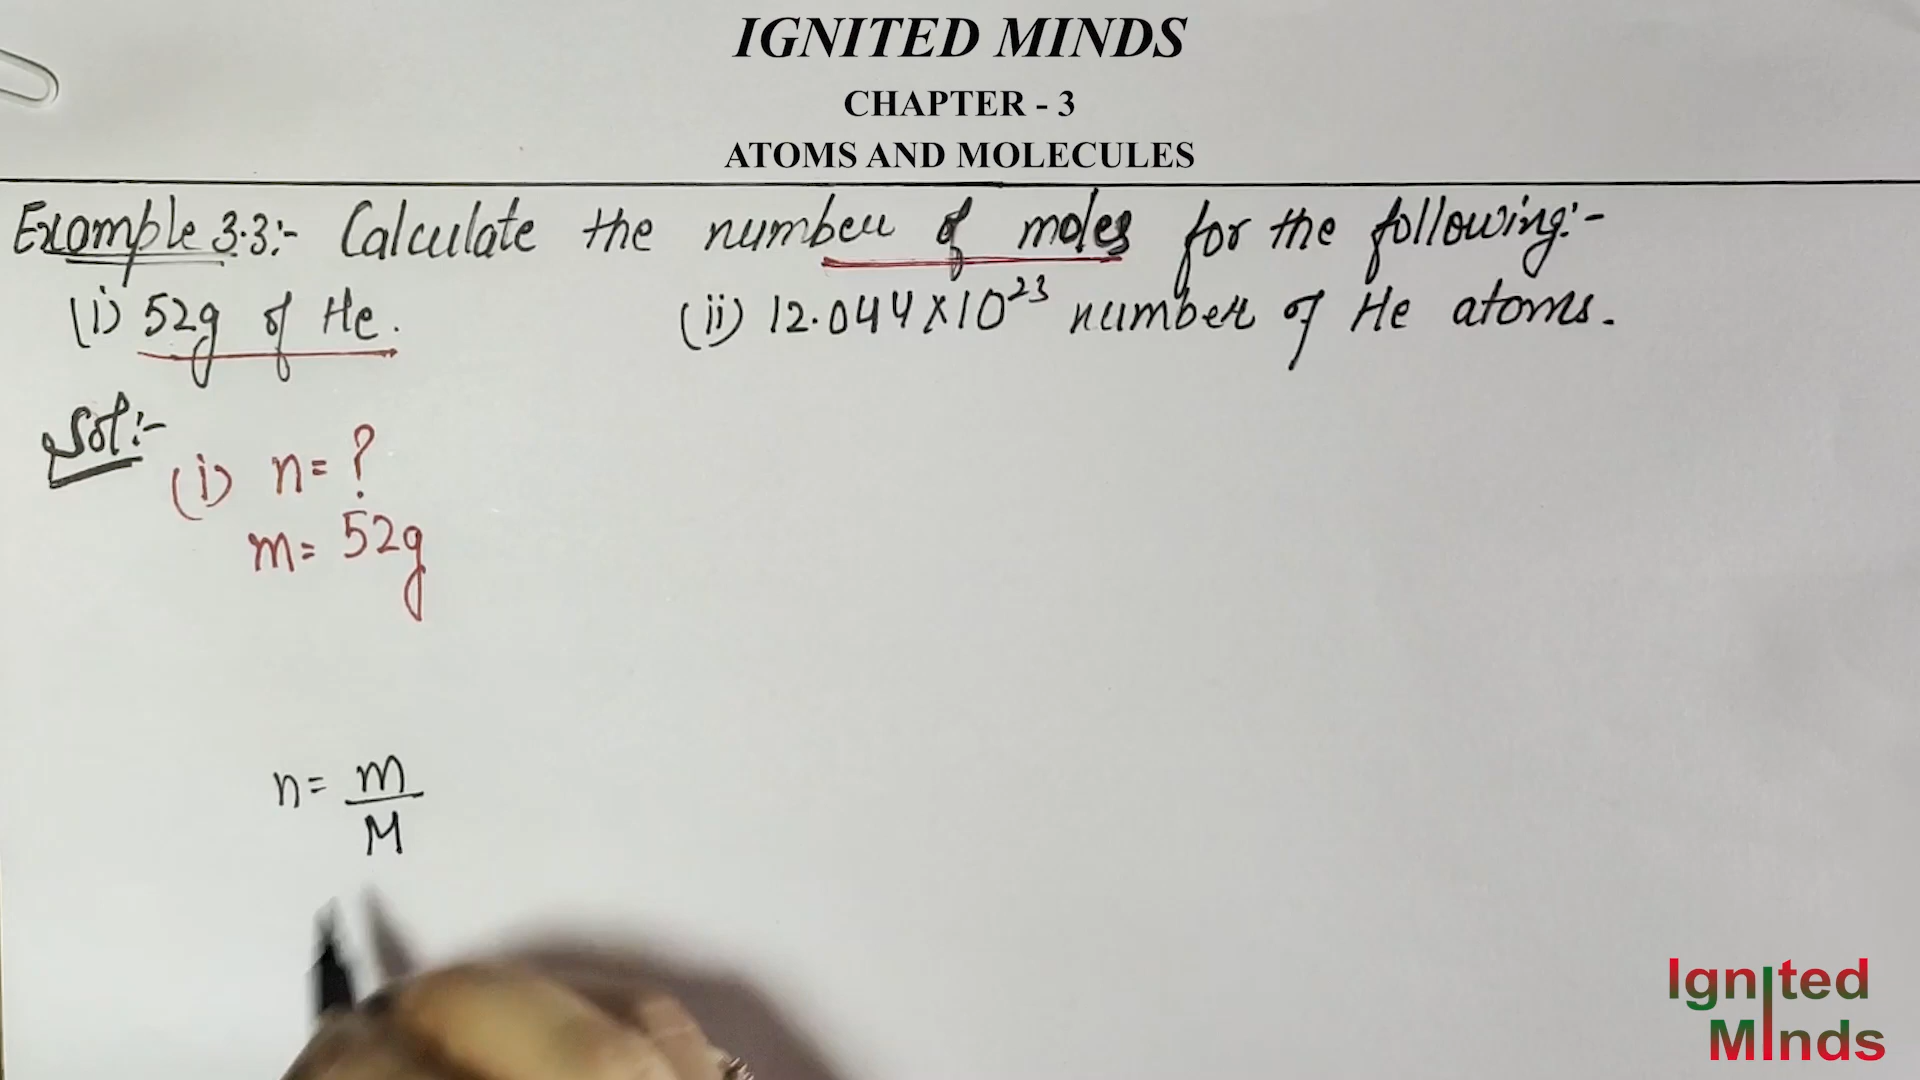 IGNITED MINDS
CHAPTER - 3
ATOMS AND MOLECULES
Example 3.3:- Calculate the number of moles for the following:-
(i) 52g of He. (ii) 12.044×10²³ number of He atoms.
Sol:-
(i) n= ?
m= 52g
n= m/M
Ignited
Minds